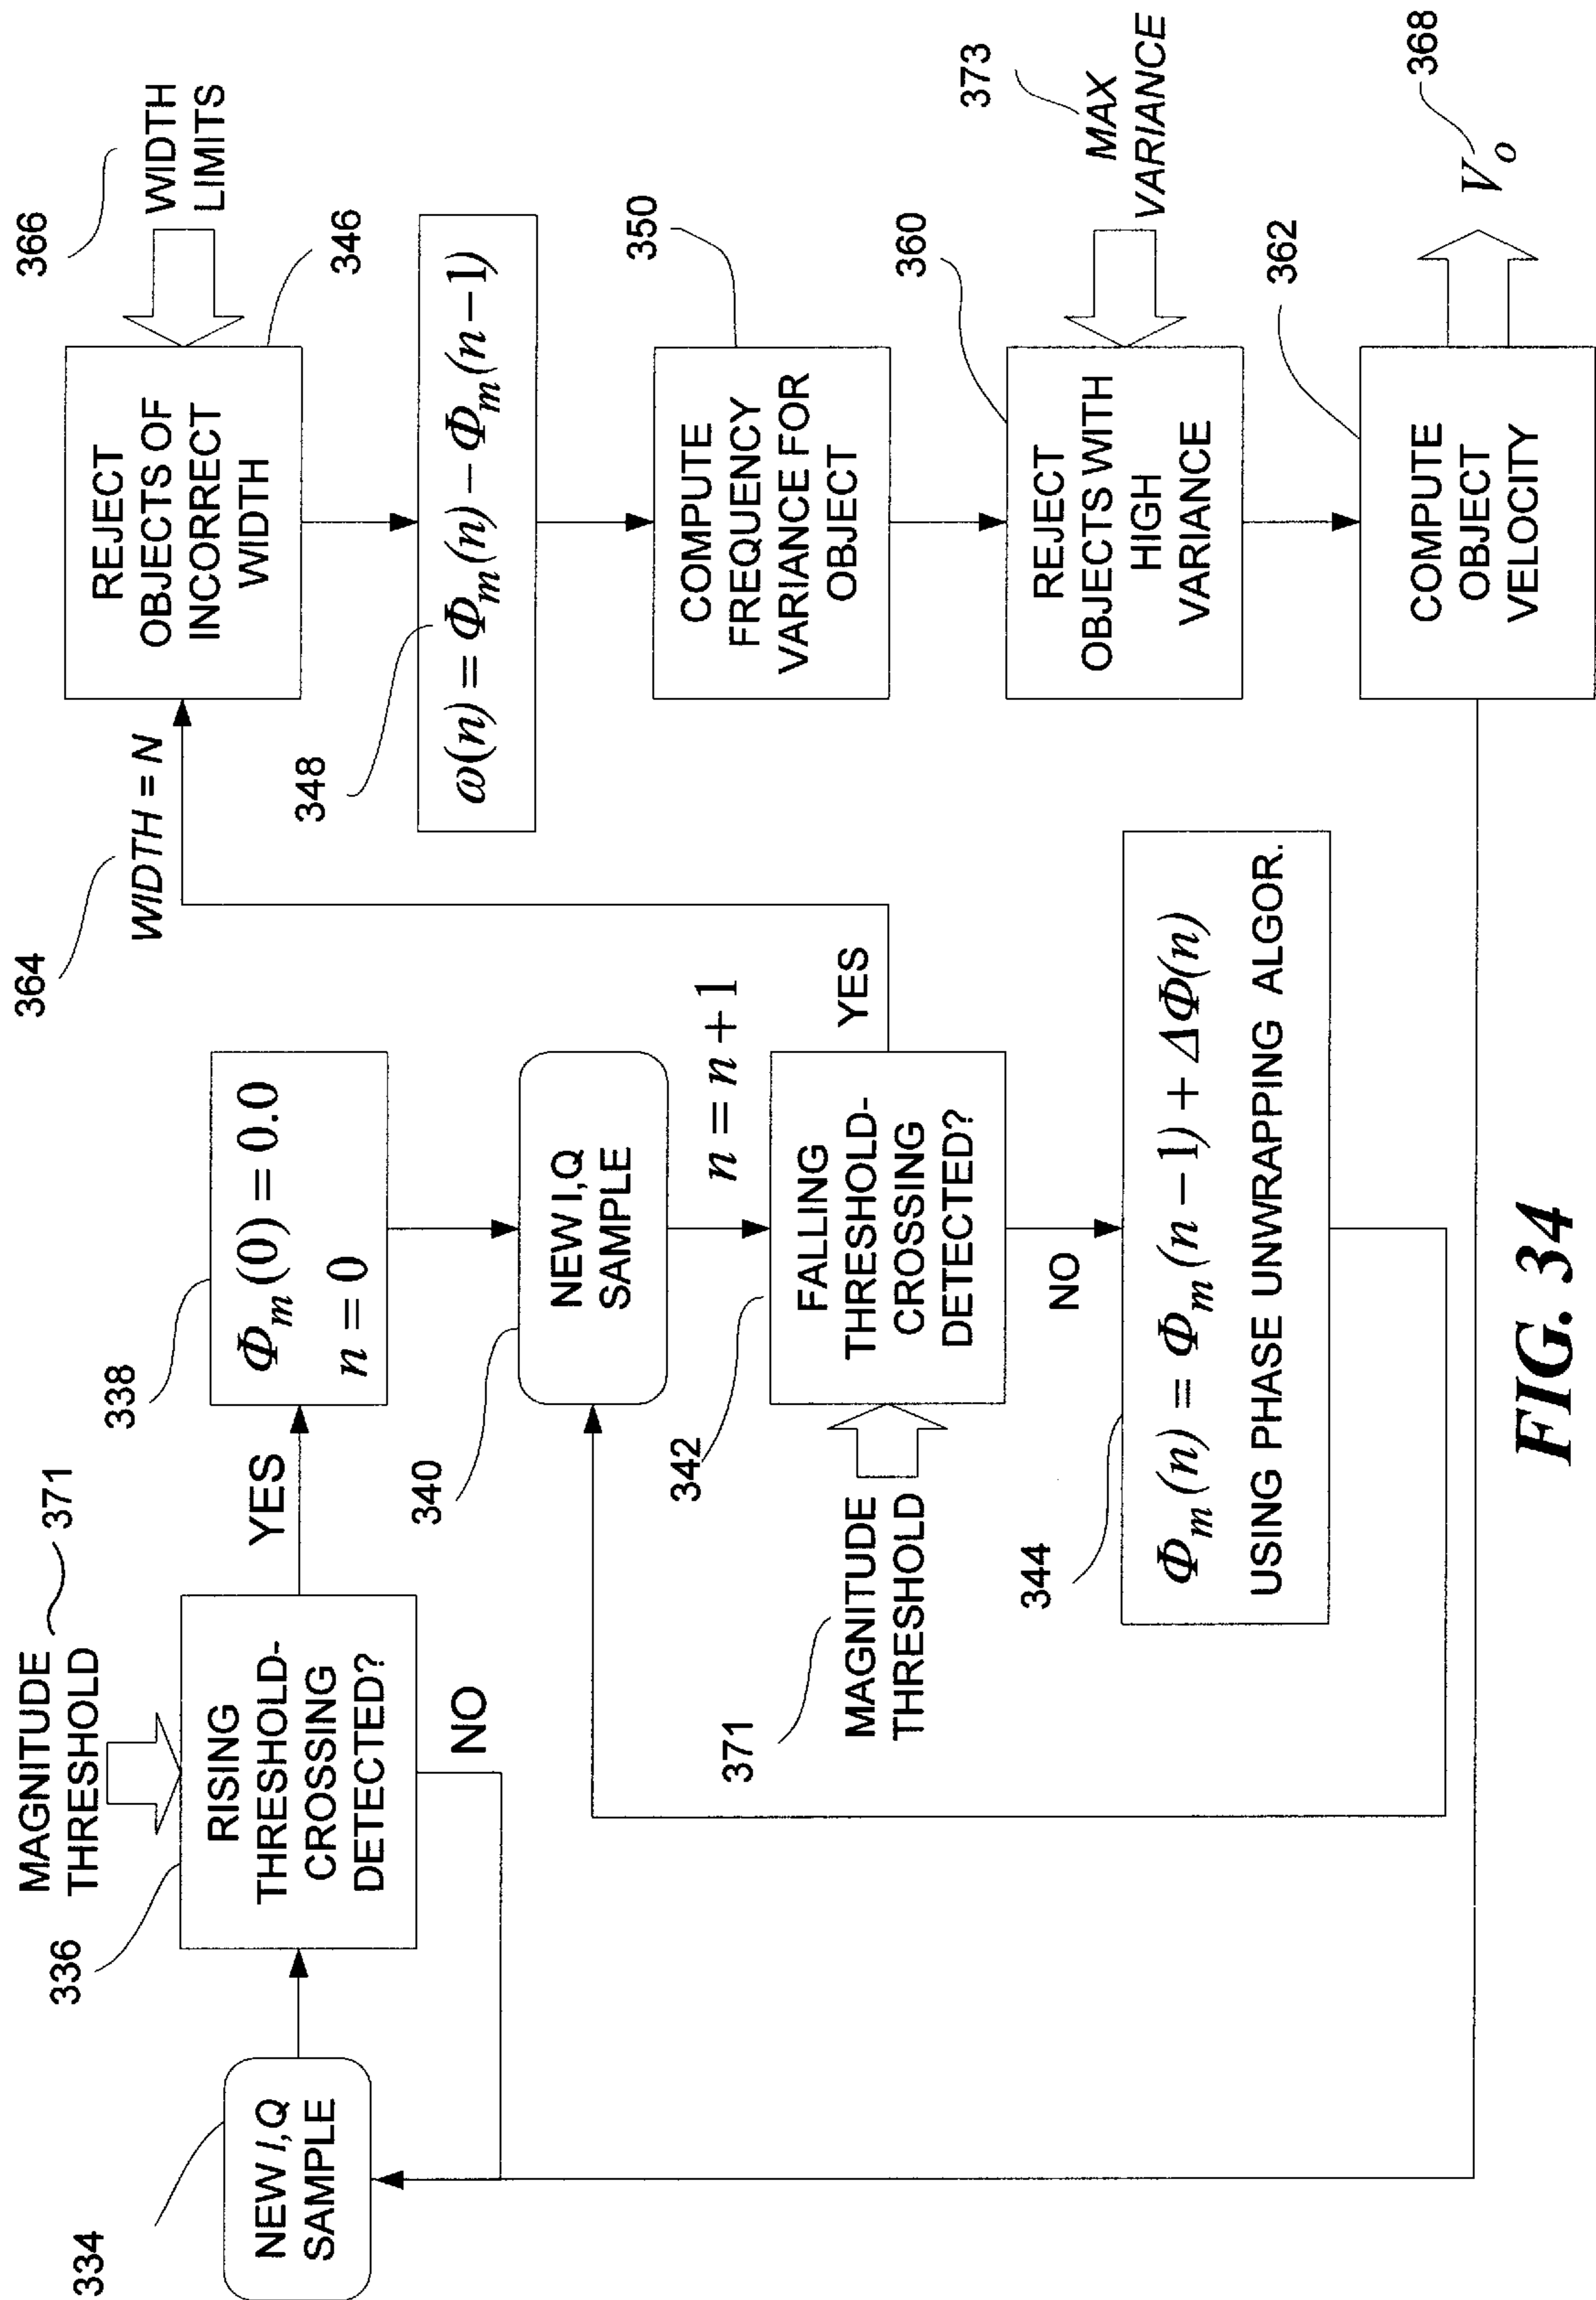 334
NEW I,Q
SAMPLE
336
MAGNITUDE
THRESHOLD
371
RISING
THRESHOLD-
CROSSING
DETECTED?
NO
YES
338
Φm(0) = 0.0
n = 0
340
NEW I,Q
SAMPLE
n = n + 1
342
371
MAGNITUDE
THRESHOLD
FALLING
THRESHOLD-
CROSSING
DETECTED?
YES
NO
344
Φm(n) = Φm(n − 1) + ΔΦ(n)
USING PHASE UNWRAPPING ALGOR.
364
WIDTH = N
366
WIDTH
LIMITS
REJECT
OBJECTS OF
INCORRECT
WIDTH
346
348
ω(n) = Φm(n) − Φm(n − 1)
350
COMPUTE
FREQUENCY
VARIANCE FOR
OBJECT
360
REJECT
OBJECTS WITH
HIGH
VARIANCE
373
MAX
VARIANCE
362
COMPUTE
OBJECT
VELOCITY
368
Vo
FIG. 34